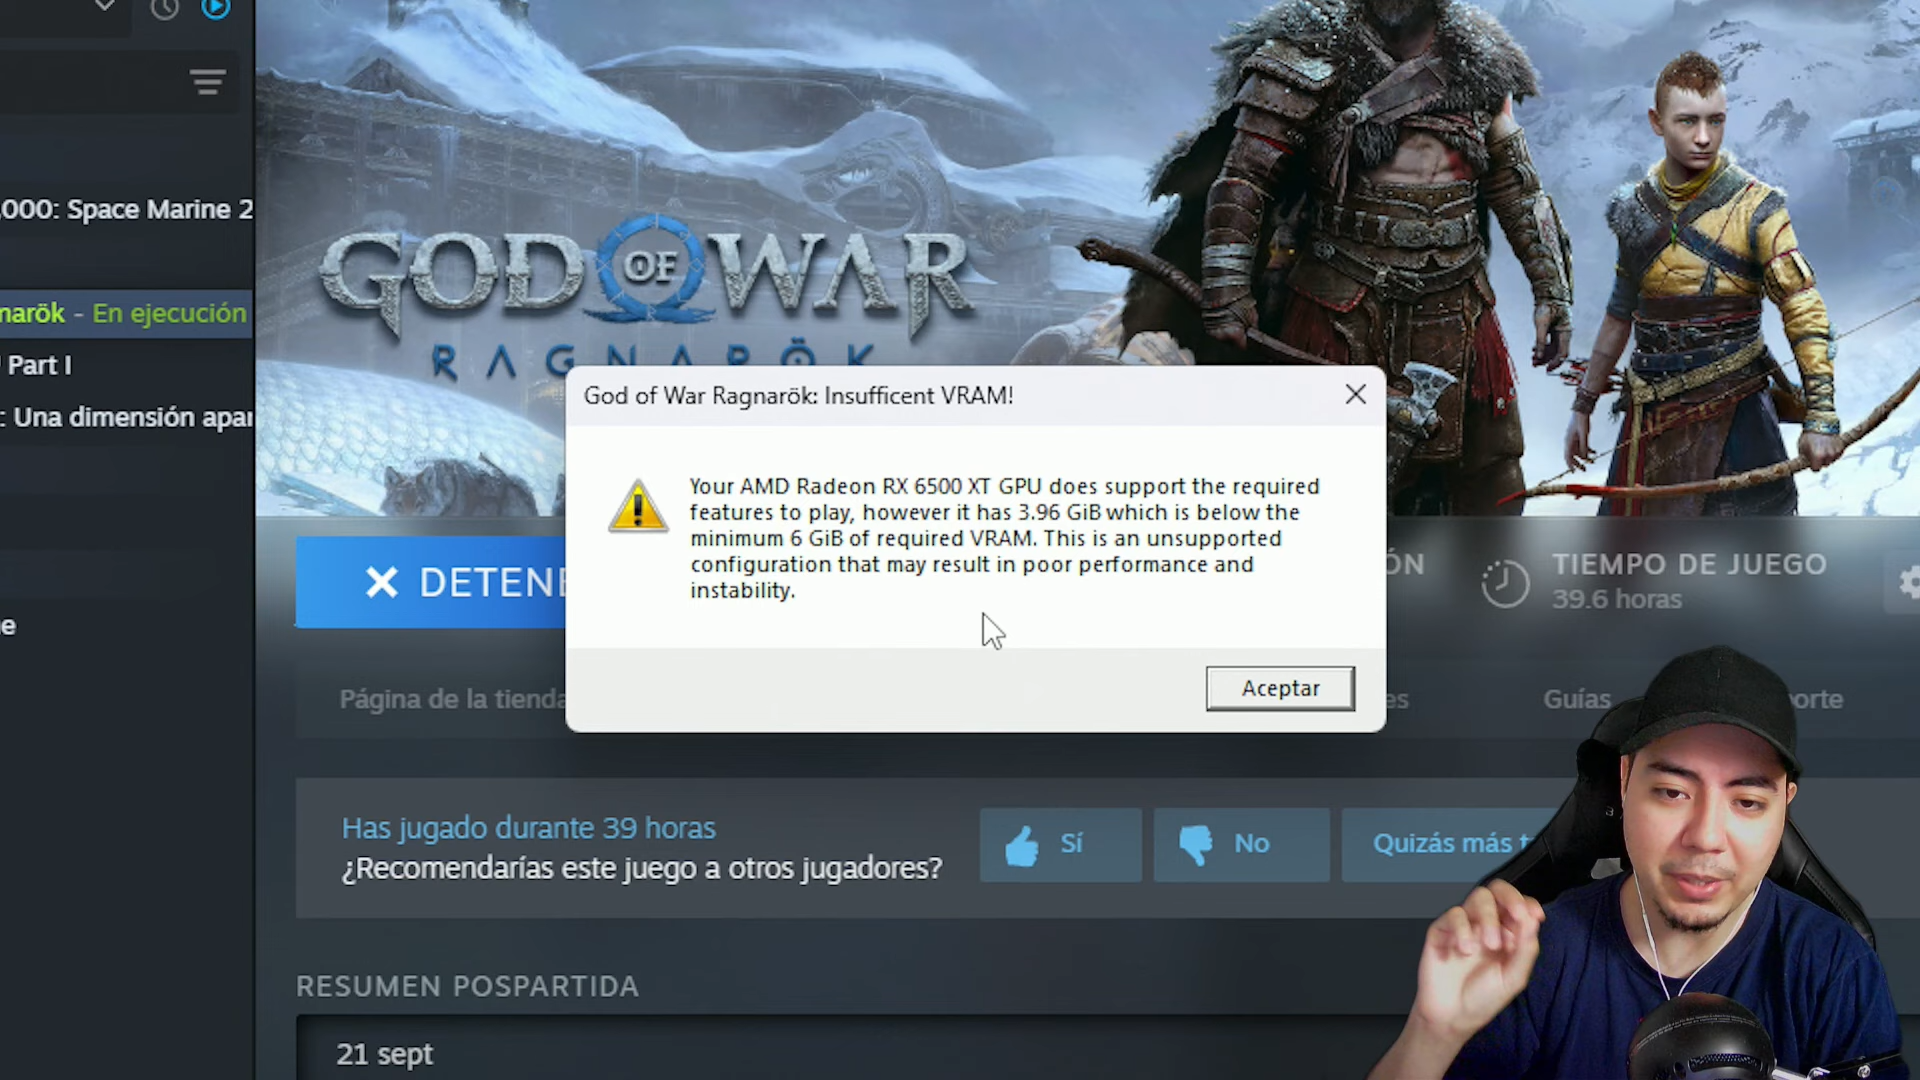 000: Space Marine 2
narök - En ejecución
Part I
: Una dimensión apar
e
GOD OF WAR
RAGNARÖK
God of War Ragnarök: Insufficent VRAM!
Your AMD Radeon RX 6500 XT GPU does support the required
features to play, however it has 3.96 GiB which is below the
minimum 6 GiB of required VRAM. This is an unsupported
configuration that may result in poor performance and
instability.
Aceptar
DETENE
ÓN
TIEMPO DE JUEGO
39.6 horas
Página de la tienda
es
Guías
orte
Has jugado durante 39 horas
¿Recomendarías este juego a otros jugadores?
Sí
No
Quizás más t
RESUMEN POSPARTIDA
21 sept